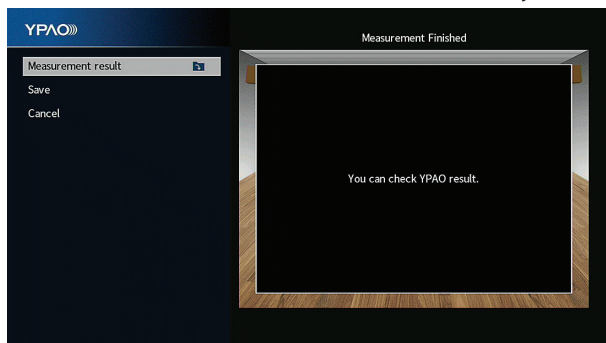 YPAO
Measurement Finished
Measurement result
Save
Cancel
You can check YPAO result.